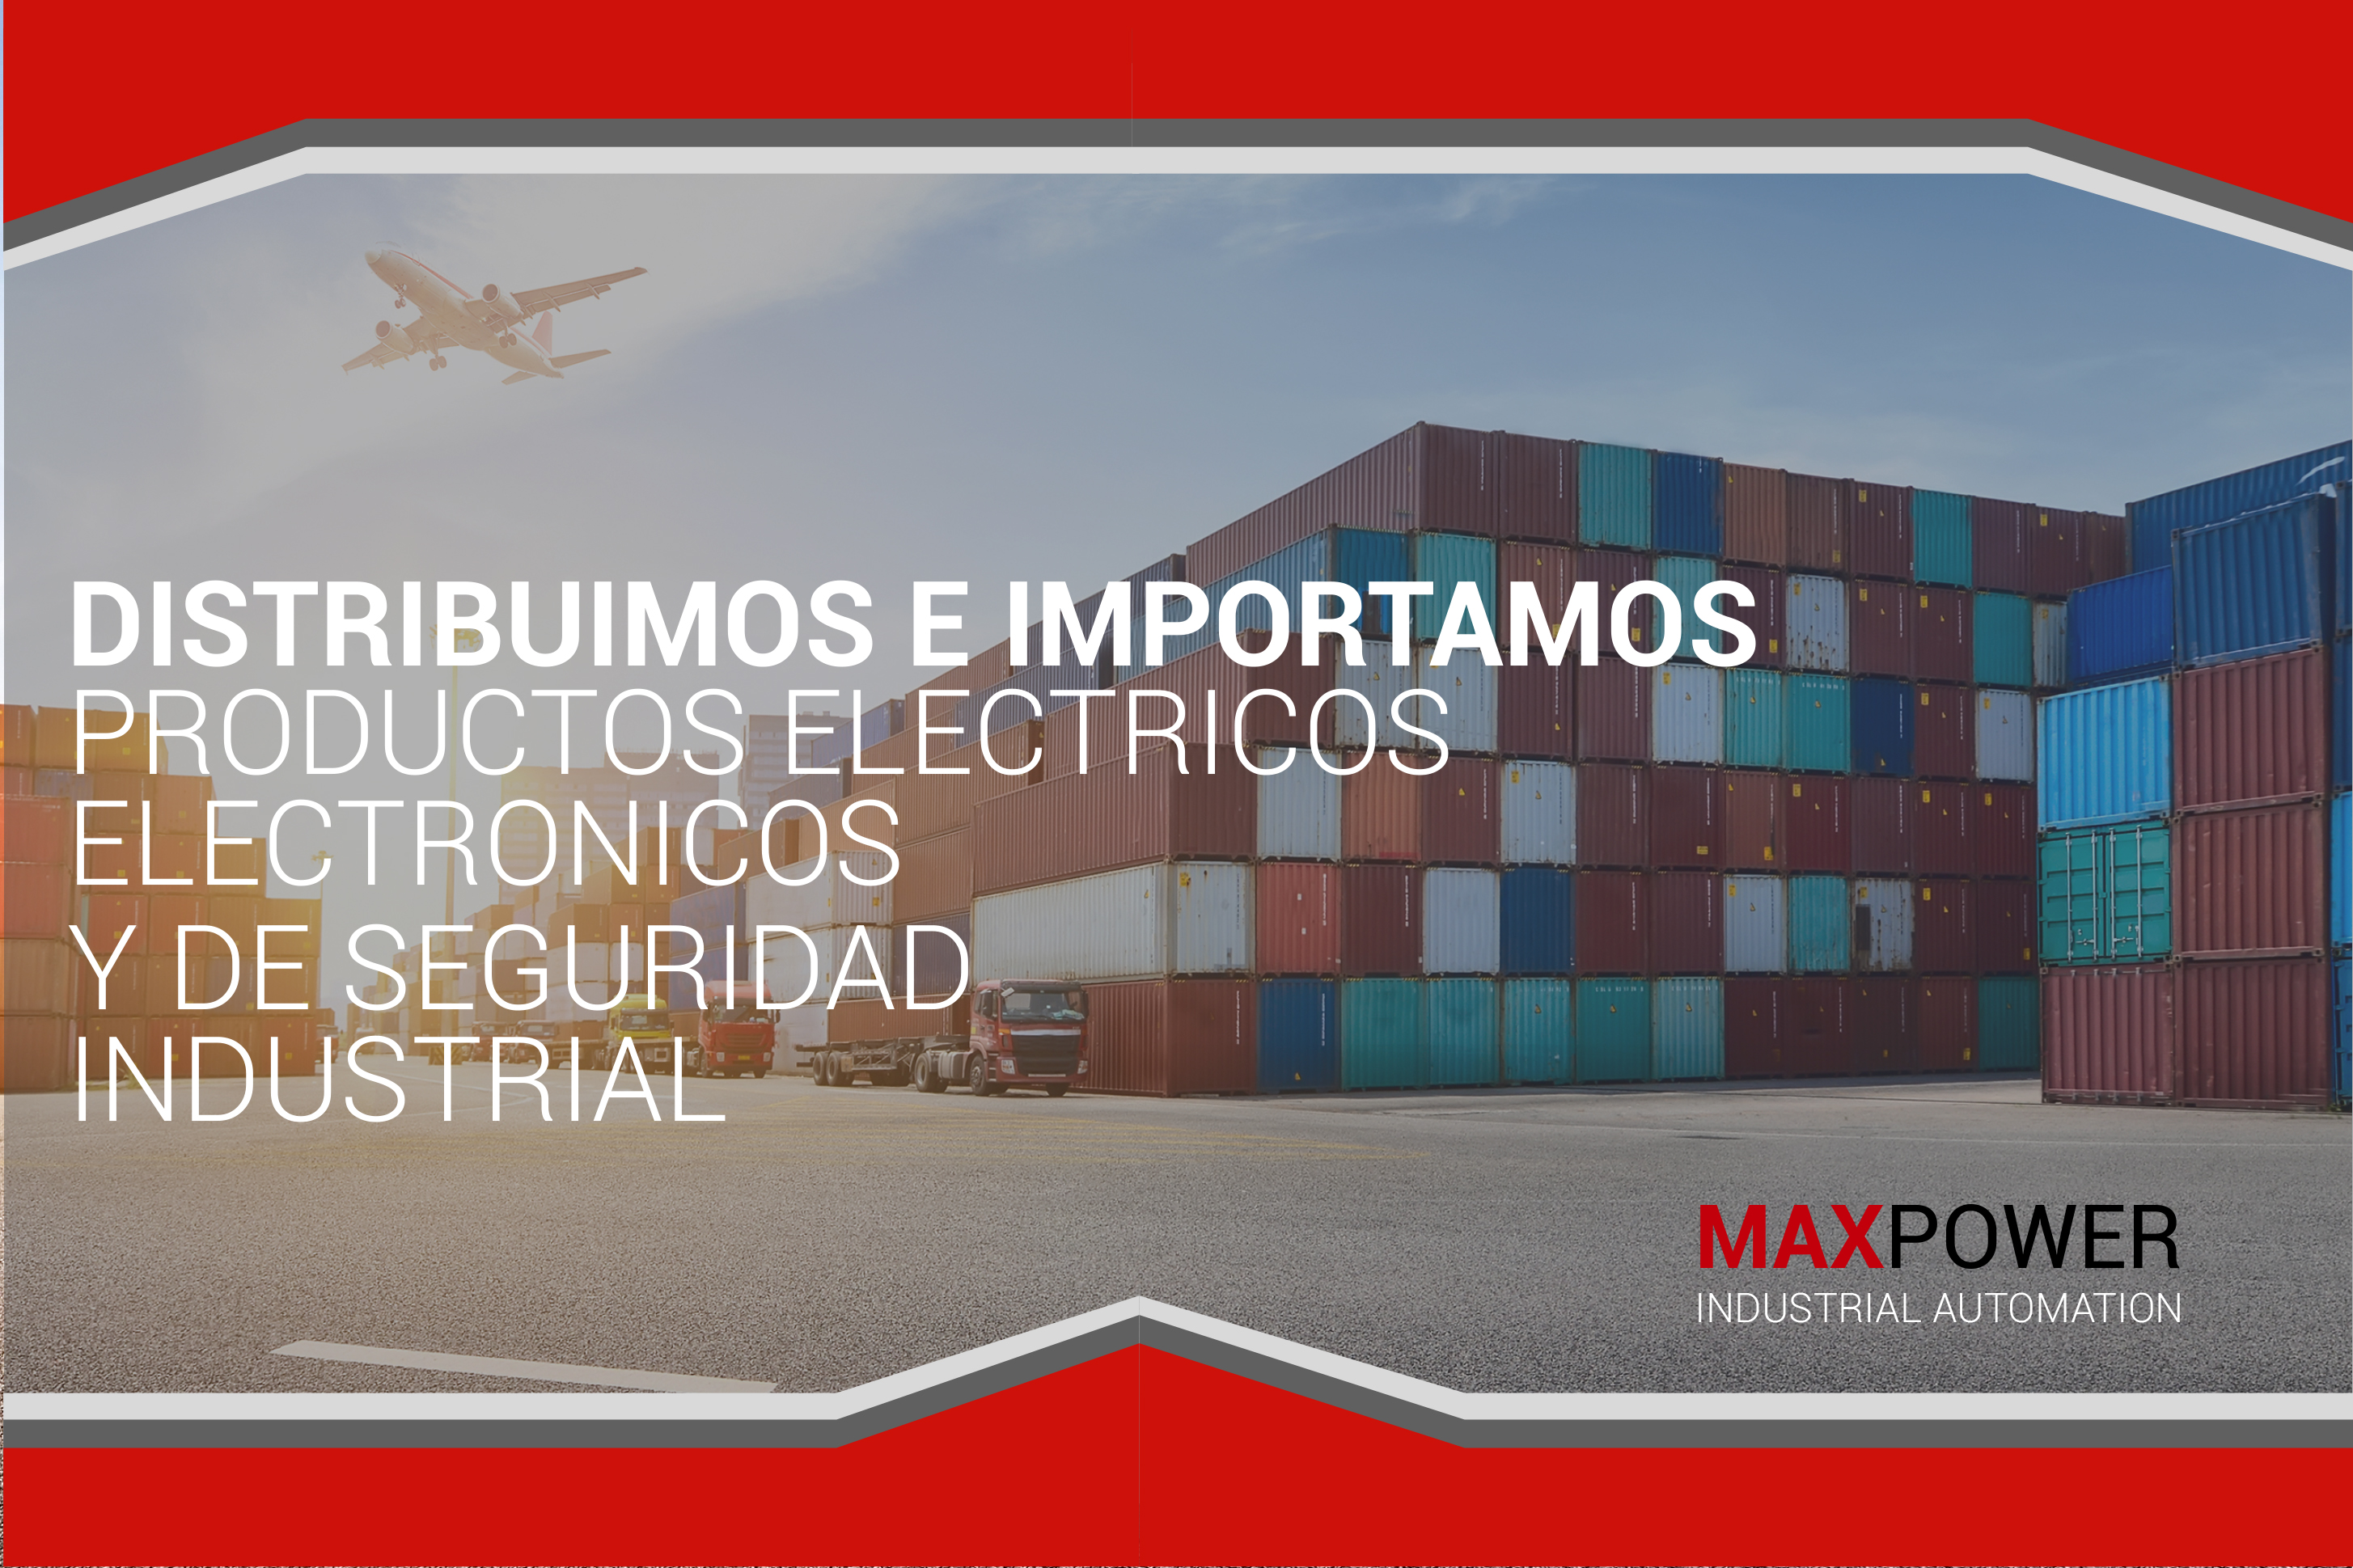 DISTRIBUIMOS E IMPORTAMOS
PRODUCTOS ELECTRICOS
ELECTRONICOS
Y DE SEGURIDAD
INDUSTRIAL
MAXPOWER
INDUSTRIAL AUTOMATION